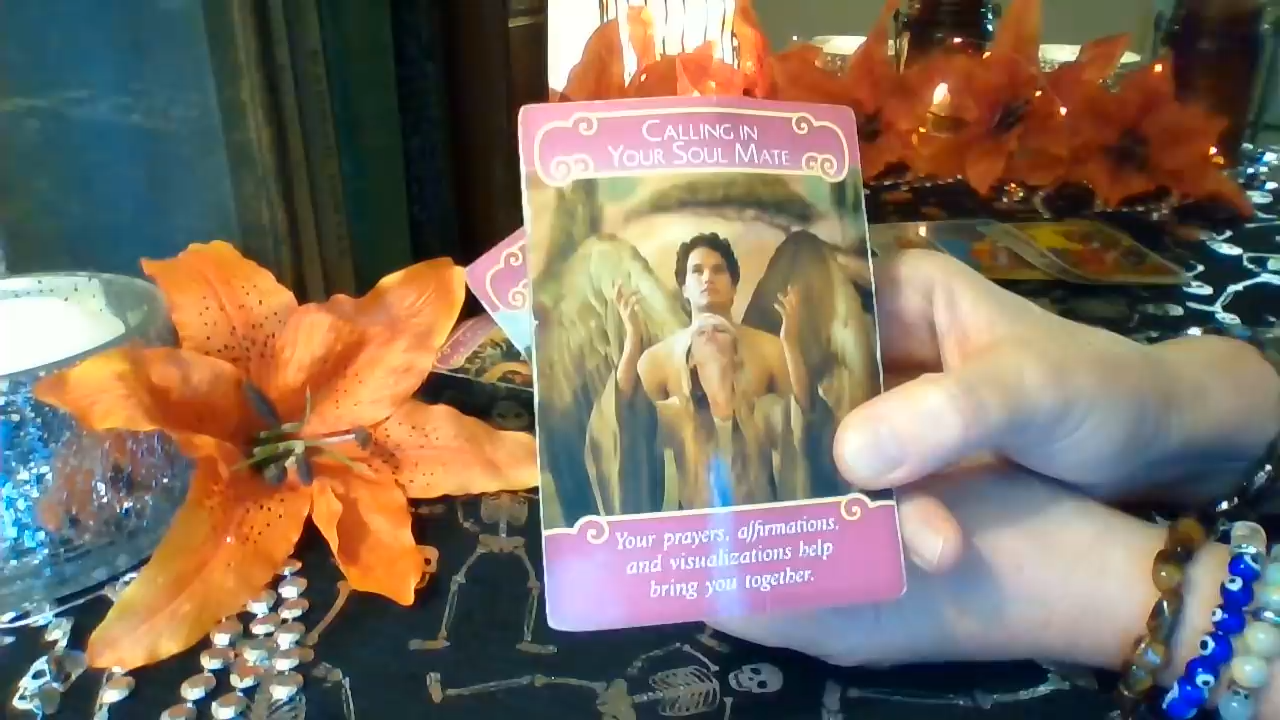 CALLING IN
YOUR SOUL MATE
Your prayers, affirmations,
and visualizations help
bring you together.